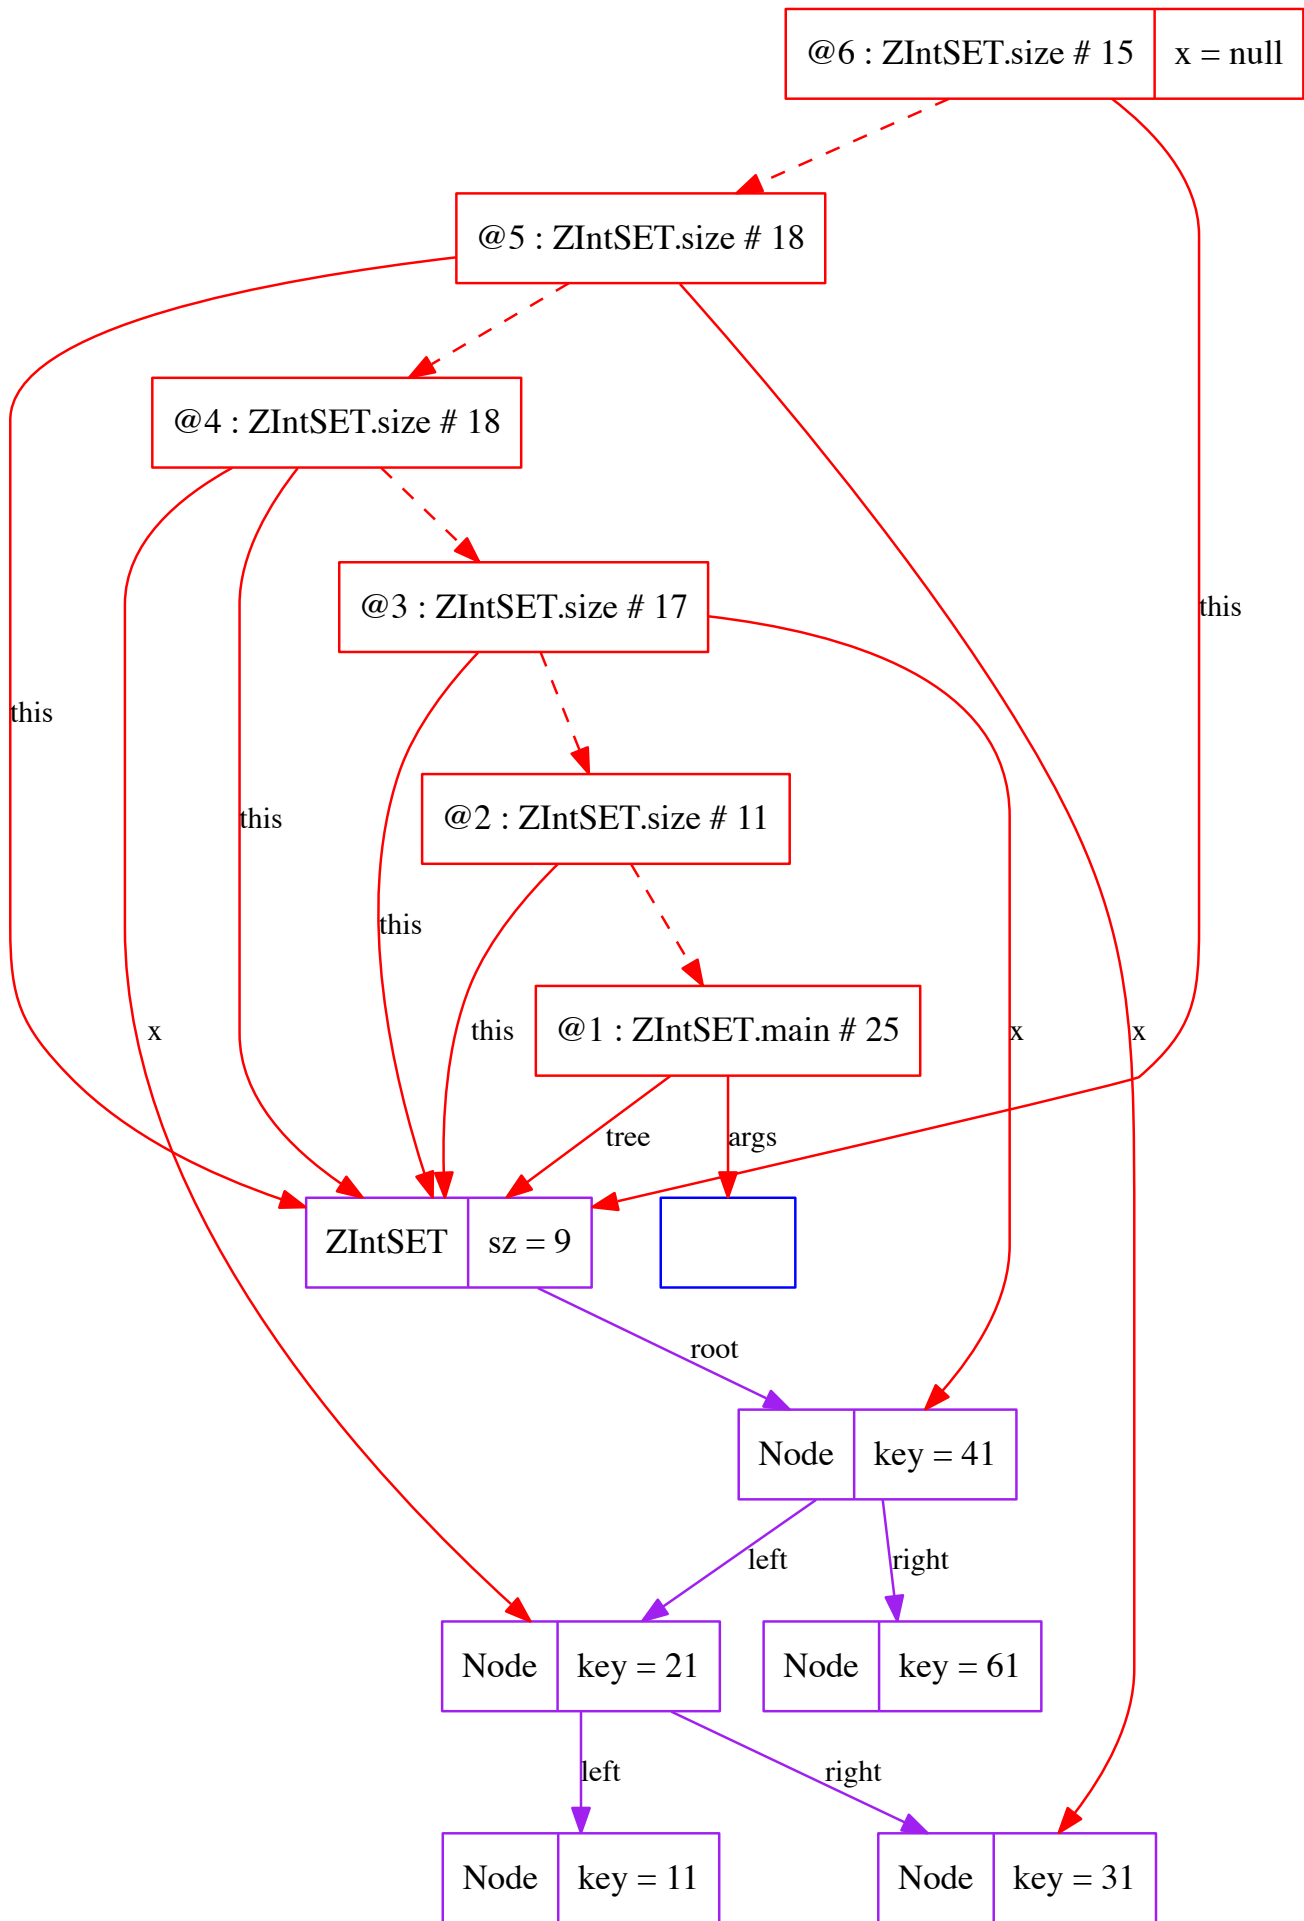 @6 : ZIntSET.size # 15 x = null
@5 : ZIntSET.size # 18
@4 : ZIntSET.size # 18
@3 : ZIntSET.size # 17
this
this
@2 : ZIntSET.size # 11
this
this
x
this
@1 : ZIntSET.main # 25
x
x
tree
args
ZIntSET sz = 9
root
Node key = 41
left
right
Node key = 21
Node key = 61
left
right
Node key = 11
Node key = 31